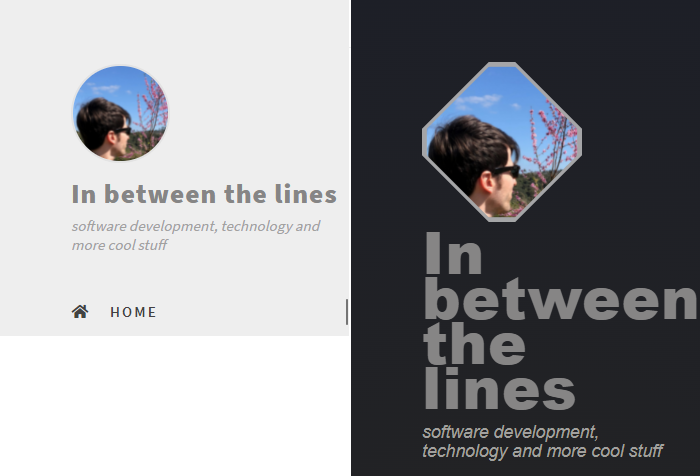 In between the lines
software development, technology and
more cool stuff
HOME
In
between
the
lines
software development,
technology and more cool stuff